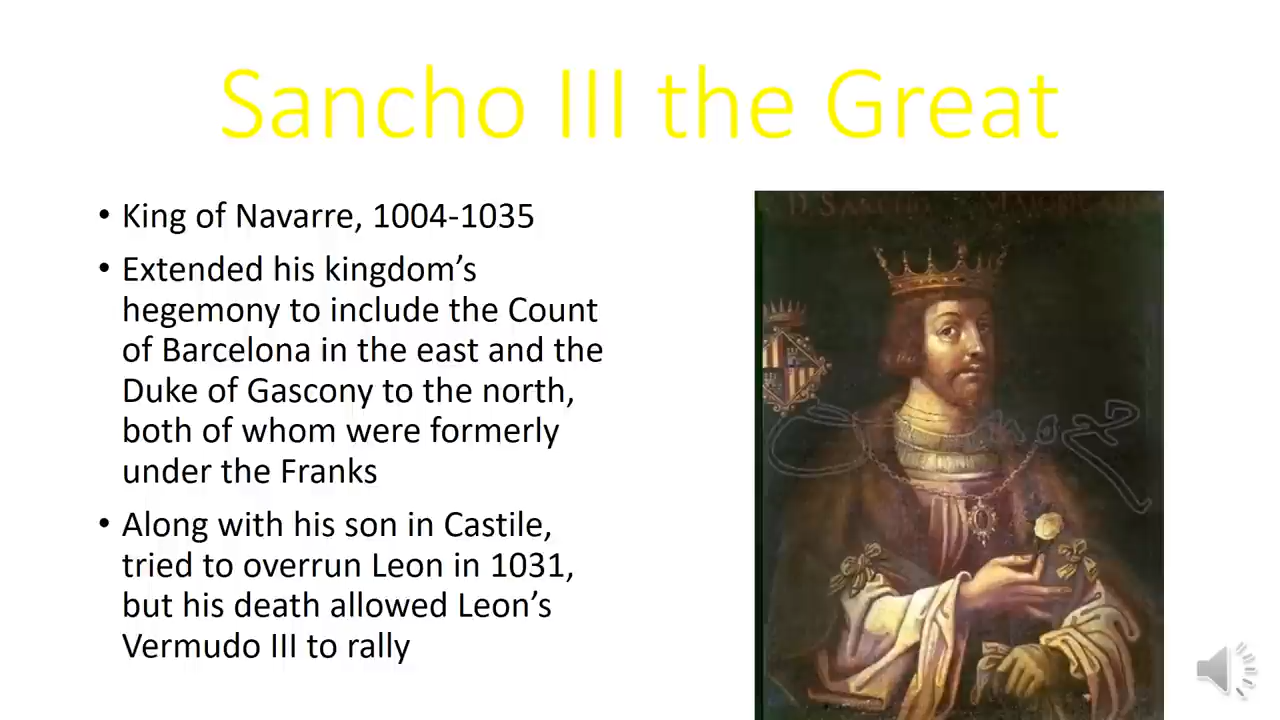 Sancho III the Great
• King of Navarre, 1004-1035
• Extended his kingdom's
hegemony to include the Count
of Barcelona in the east and the
Duke of Gascony to the north,
both of whom were formerly
under the Franks
• Along with his son in Castile,
tried to overrun Leon in 1031,
but his death allowed Leon's
Vermudo III to rally
D. SANCHO